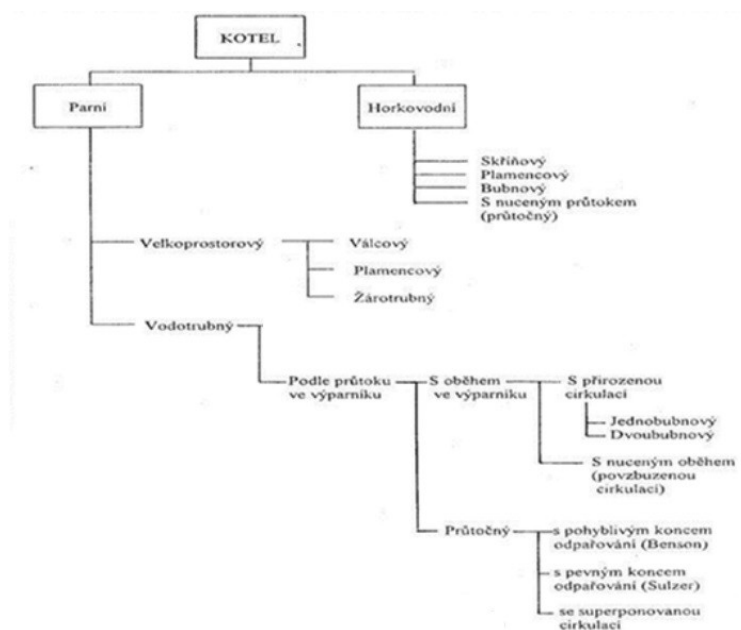 KOTEL
Parní
Horkovodní
Skříňový
Plamencový
Bubnový
S nuceným průtokem
(průtočný)
Velkoprostorový
Válcový
Plamencový
Žárotrubný
Vodotrubný
Podle průtoku
ve výparníku
S oběhem
ve výparníku
S přirozenou
cirkulací
Jednobubnový
Dvoububnový
S nuceným oběhem
(povzbuzenou
cirkulací)
Průtočný
s pohyblivým koncem
odpařování (Benson)
s pevným koncem
odpařování (Sulzer)
se superponovanou
cirkulací